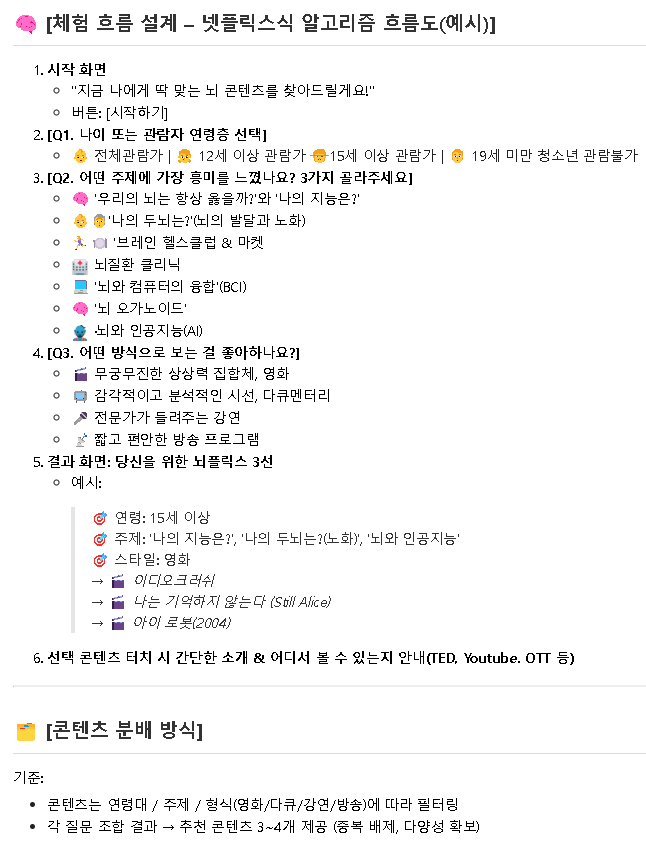 🧠 [체험 흐름 설계 – 넷플릭스식 알고리즘 흐름도(예시)]
1. 시작 화면
"지금 나에게 딱 맞는 뇌 콘텐츠를 찾아드릴게요!"
버튼: [시작하기]
2. [Q1. 나이 또는 관람자 연령층 선택]
👶 전체관람가 | 👧 12세 이상 관람가 👦15세 이상 관람가 | 👨 19세 미만 청소년 관람불가
3. [Q2. 어떤 주제에 가장 흥미를 느꼈나요? 3가지 골라주세요]
🧠 '우리의 뇌는 항상 옳을까?'와 '나의 지능은?'
👶 👵'나의 두뇌는?'(뇌의 발달과 노화)
🏃‍♀️ 🍽️ '브레인 헬스클럽 & 마켓
🏥 뇌질환 클리닉
💻 '뇌와 컴퓨터의 융합'(BCI)
🧠 '뇌 오가노이드'
👤 ·뇌와 인공지능(AI)
4. [Q3. 어떤 방식으로 보는 걸 좋아하나요?]
🎬 무궁무진한 상상력 집합체, 영화
📺 감각적이고 분석적인 시선, 다큐멘터리
🎤 전문가가 들려주는 강연
🔬 짧고 편안한 방송 프로그램
5. 결과 화면: 당신을 위한 뇌플릭스 3선
예시:
🎯 연령: 15세 이상
🎯 주제: '나의 지능은?', '나의 두뇌는?(노화)', '뇌와 인공지능'
🎯 스타일: 영화
→ 🎬 이디오크러쉬
→ 🎬 나는 기억하지 않는다 (Still Alice)
→ 🎬 아이 로봇(2004)
6. 선택 콘텐츠 터치 시 간단한 소개 & 어디서 볼 수 있는지 안내(TED, Youtube. OTT 등)
🗂️ [콘텐츠 분배 방식]
기준:
• 콘텐츠는 연령대 / 주제 / 형식(영화/다큐/강연/방송)에 따라 필터링
• 각 질문 조합 결과 → 추천 콘텐츠 3~4개 제공 (중복 배제, 다양성 확보)